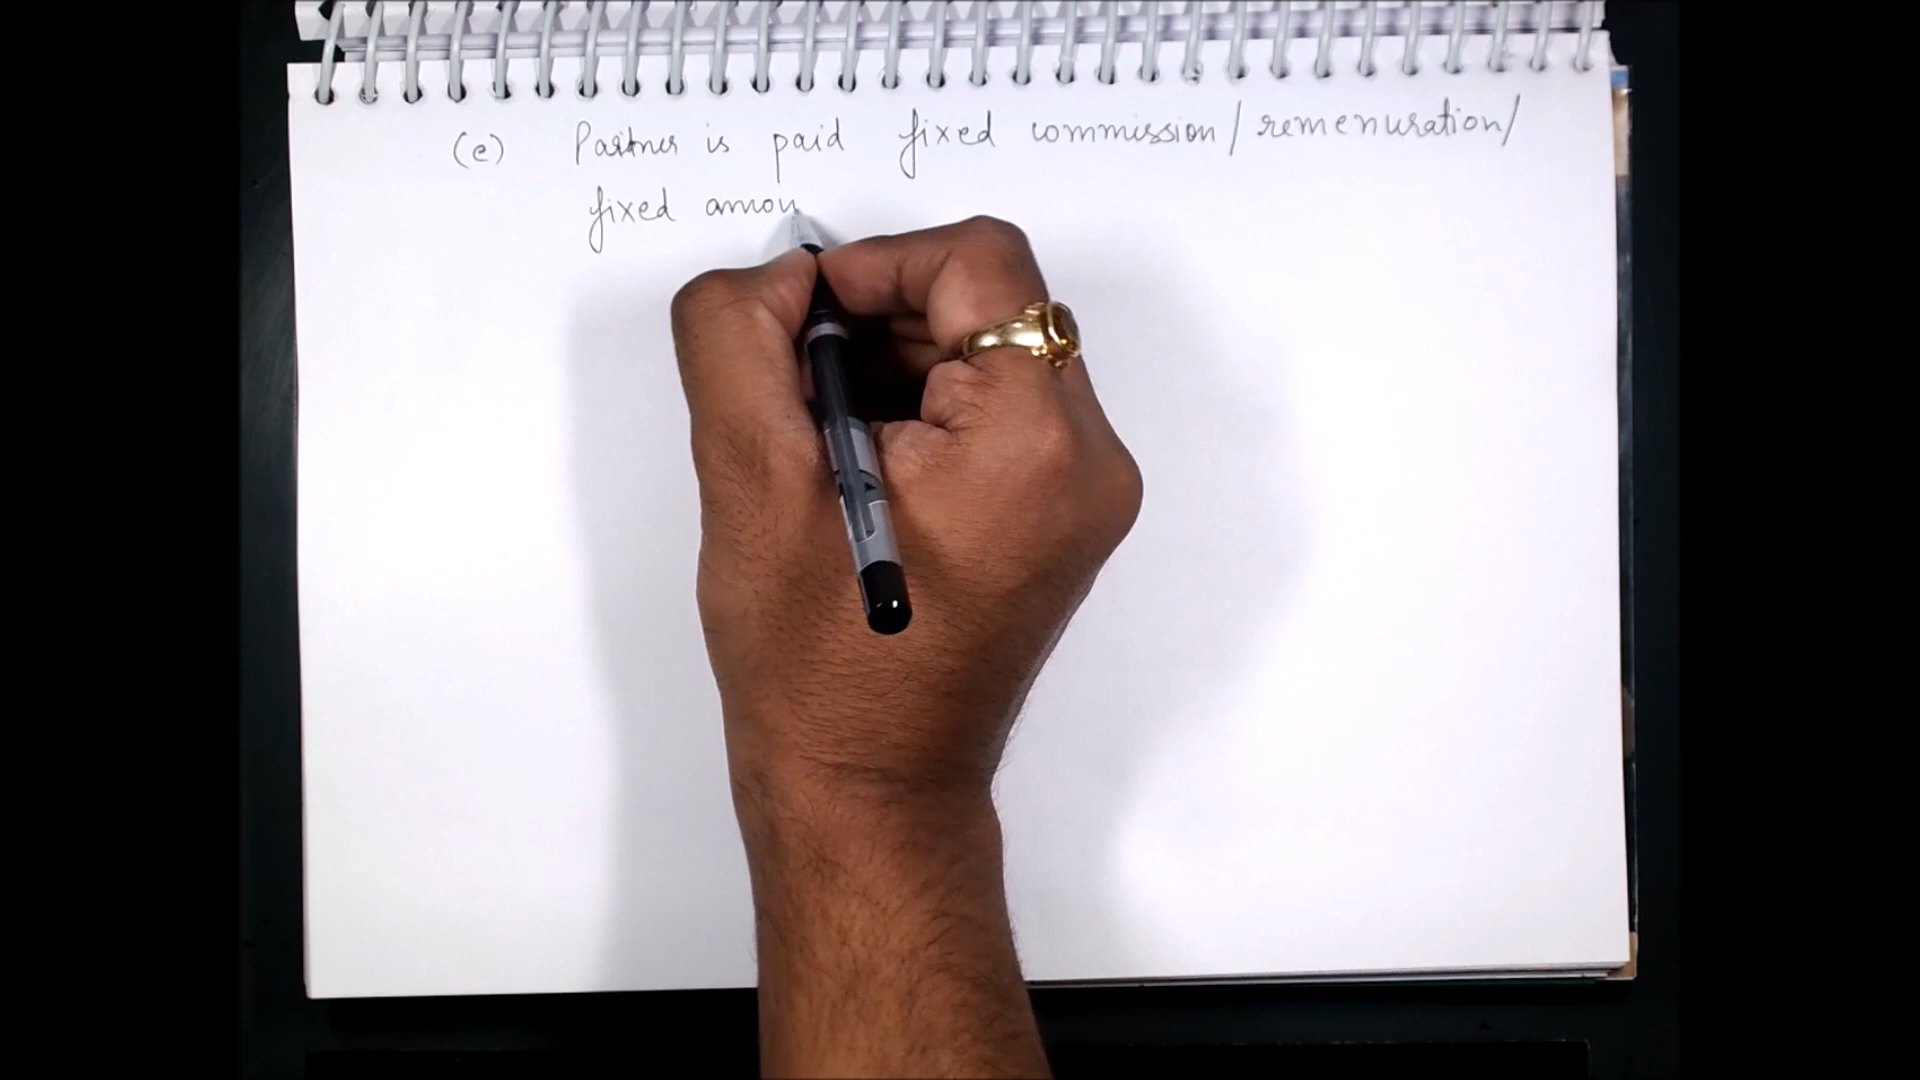 (e) Partner is paid fixed commission/remenuration/
fixed amou